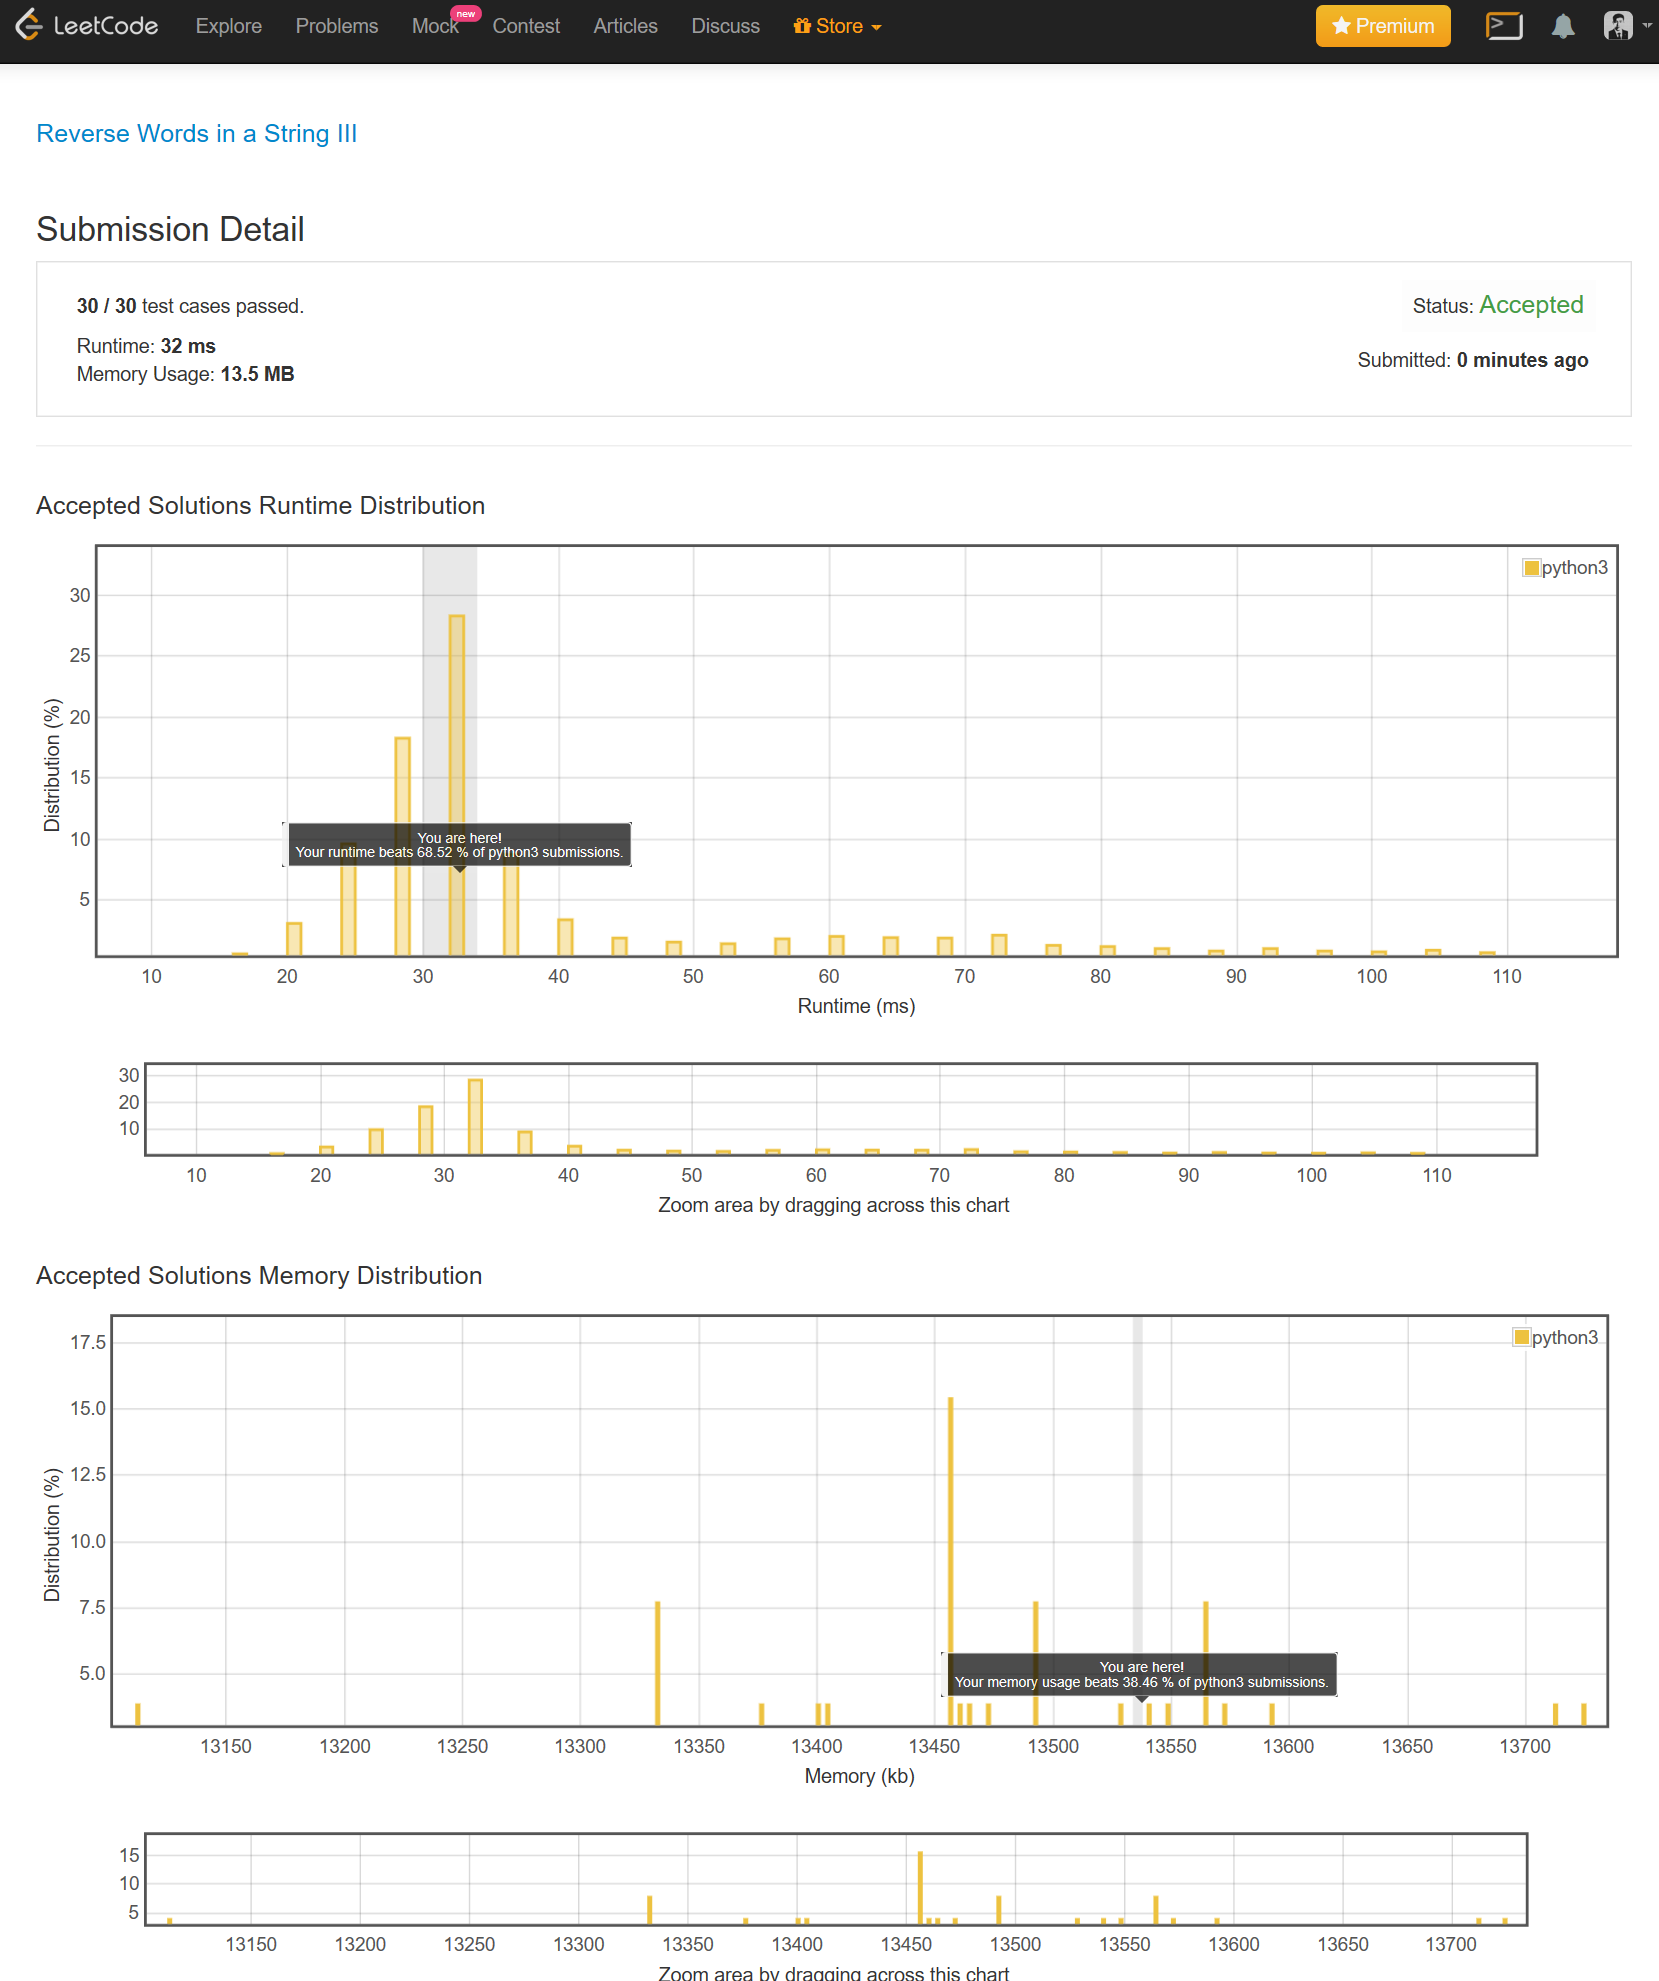 LeetCode Explore Problems Mock new Contest Articles Discuss Store Premium
Reverse Words in a String III
Submission Detail
30 / 30 test cases passed.
Status: Accepted
Runtime: 32 ms
Submitted: 0 minutes ago
Memory Usage: 13.5 MB
Accepted Solutions Runtime Distribution
python3
30
25
20
15
10
5
Distribution (%)
You are here!
Your runtime beats 68.52 % of python3 submissions.
10 20 30 40 50 60 70 80 90 100 110
Runtime (ms)
30
20
10
10 20 30 40 50 60 70 80 90 100 110
Zoom area by dragging across this chart
Accepted Solutions Memory Distribution
python3
17.5
15.0
12.5
10.0
7.5
5.0
Distribution (%)
You are here!
Your memory usage beats 38.46 % of python3 submissions.
13150 13200 13250 13300 13350 13400 13450 13500 13550 13600 13650 13700
Memory (kb)
15
10
5
13150 13200 13250 13300 13350 13400 13450 13500 13550 13600 13650 13700
Zoom area by dragging across this chart